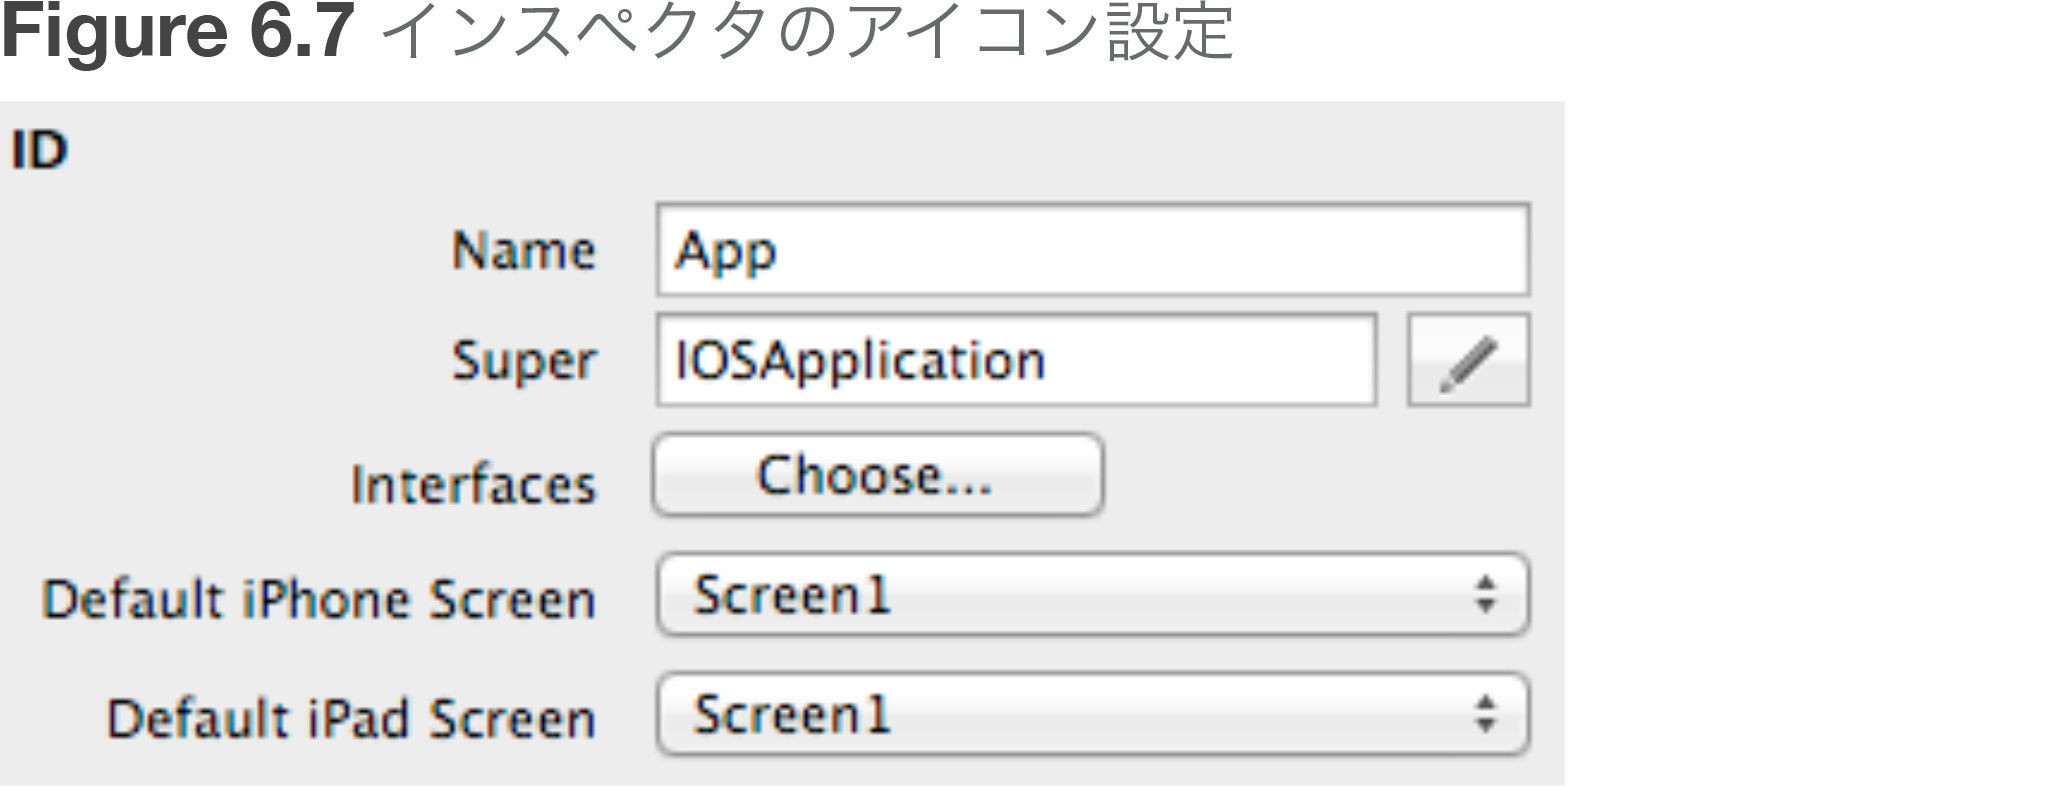 Figure 6.7 インスペクタのアイコン設定
ID
Name App
Super IOSApplication
Interfaces Choose...
Default iPhone Screen Screen1
Default iPad Screen Screen1